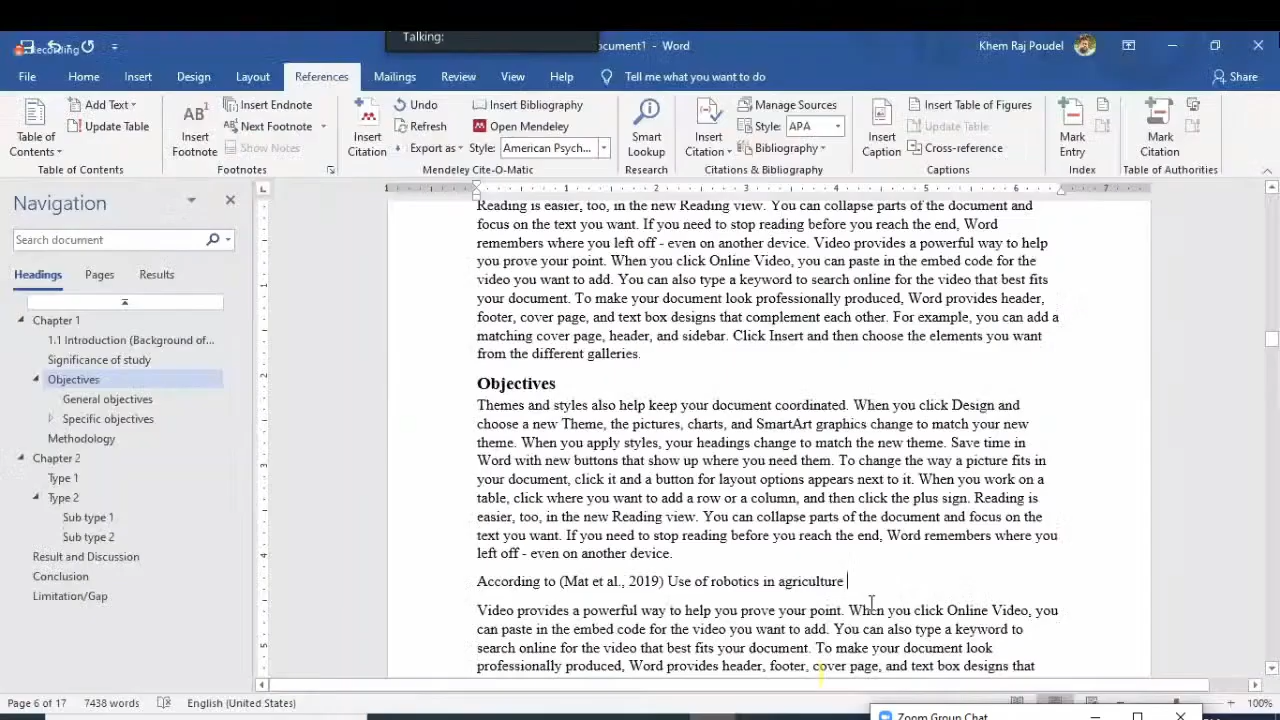 Talking:
Recording
ocument1 - Word
Khem Raj Poudel
File Home Insert Design Layout References Mailings Review View Help Tell me what you want to do Share
Table of Contents
Add Text
Update Table
Table of Contents
AB1
Insert Footnote
Insert Endnote
Next Footnote
Show Notes
Footnotes
Insert Citation
Undo
Refresh
Export as
Insert Bibliography
Open Mendeley
Style: American Psych...
Mendeley Cite-O-Matic
Smart Lookup
Research
Insert Citation
Manage Sources
Style: APA
Bibliography
Citations & Bibliography
Insert Caption
Insert Table of Figures
Update Table
Cross-reference
Captions
Mark Entry
Index
Mark Citation
Table of Authorities
Navigation
Search document
Headings Pages Results
Chapter 1
1.1 Introduction (Background of...
Significance of study
Objectives
General objectives
Specific objectives
Methodology
Chapter 2
Type 1
Type 2
Sub type 1
Sub type 2
Result and Discussion
Conclusion
Limitation/Gap
1 1 2 3 4 5 6 7
1
2
3
4
5
Reading is easier, too, in the new Reading view. You can collapse parts of the document and
focus on the text you want. If you need to stop reading before you reach the end, Word
remembers where you left off - even on another device. Video provides a powerful way to help
you prove your point. When you click Online Video, you can paste in the embed code for the
video you want to add. You can also type a keyword to search online for the video that best fits
your document. To make your document look professionally produced, Word provides header,
footer, cover page, and text box designs that complement each other. For example, you can add a
matching cover page, header, and sidebar. Click Insert and then choose the elements you want
from the different galleries.
Objectives
Themes and styles also help keep your document coordinated. When you click Design and
choose a new Theme, the pictures, charts, and SmartArt graphics change to match your new
theme. When you apply styles, your headings change to match the new theme. Save time in
Word with new buttons that show up where you need them. To change the way a picture fits in
your document, click it and a button for layout options appears next to it. When you work on a
table, click where you want to add a row or a column, and then click the plus sign. Reading is
easier, too, in the new Reading view. You can collapse parts of the document and focus on the
text you want. If you need to stop reading before you reach the end, Word remembers where you
left off - even on another device.
According to (Mat et al., 2019) Use of robotics in agriculture
Video provides a powerful way to help you prove your point. When you click Online Video, you
can paste in the embed code for the video you want to add. You can also type a keyword to
search online for the video that best fits your document. To make your document look
professionally produced, Word provides header, footer, cover page, and text box designs that
Page 6 of 17 7438 words English (United States) 100%
Zoom Group Chat